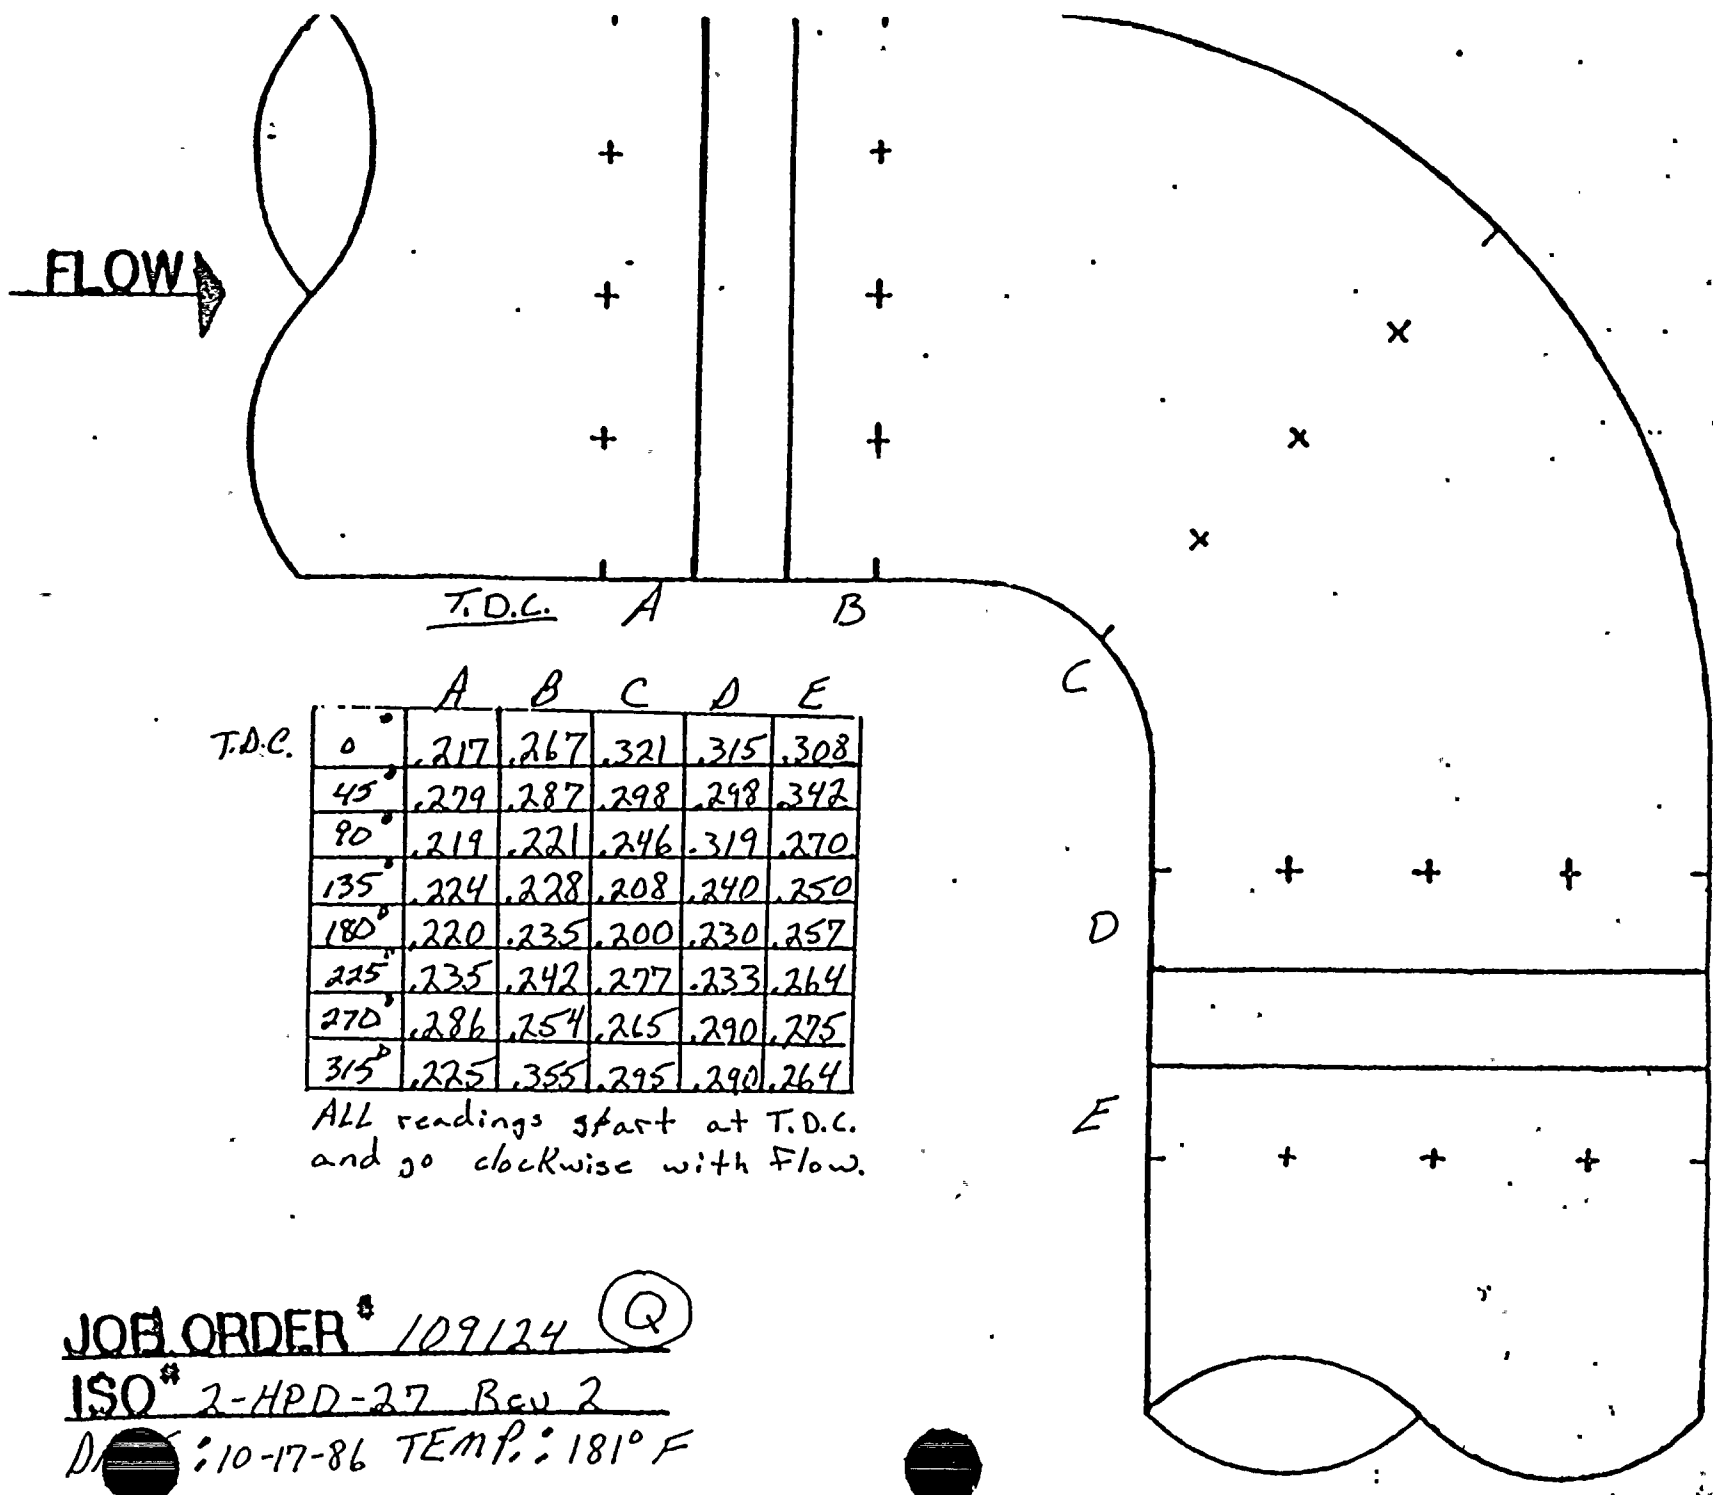 FLOW
T.D.C. A B
C
A B C D E
T.D.C. 0° .217 .267 .321 .315 .308
45° .279 .287 .298 .298 .342
90° .219 .221 .246 .319 .270
135° .224 .228 .208 .240 .250
180° .220 .235 .200 .230 .257
225° .235 .242 .277 .233 .264
270° .286 .254 .265 .290 .275
315° .225 .355 .295 .290 .264
D
E
ALL readings start at T.D.C.
and go clockwise with Flow.
JOB ORDER # 109124 Q
ISO # 2-HPD-27 Rev 2
: 10-17-86 TEMP.: 181° F